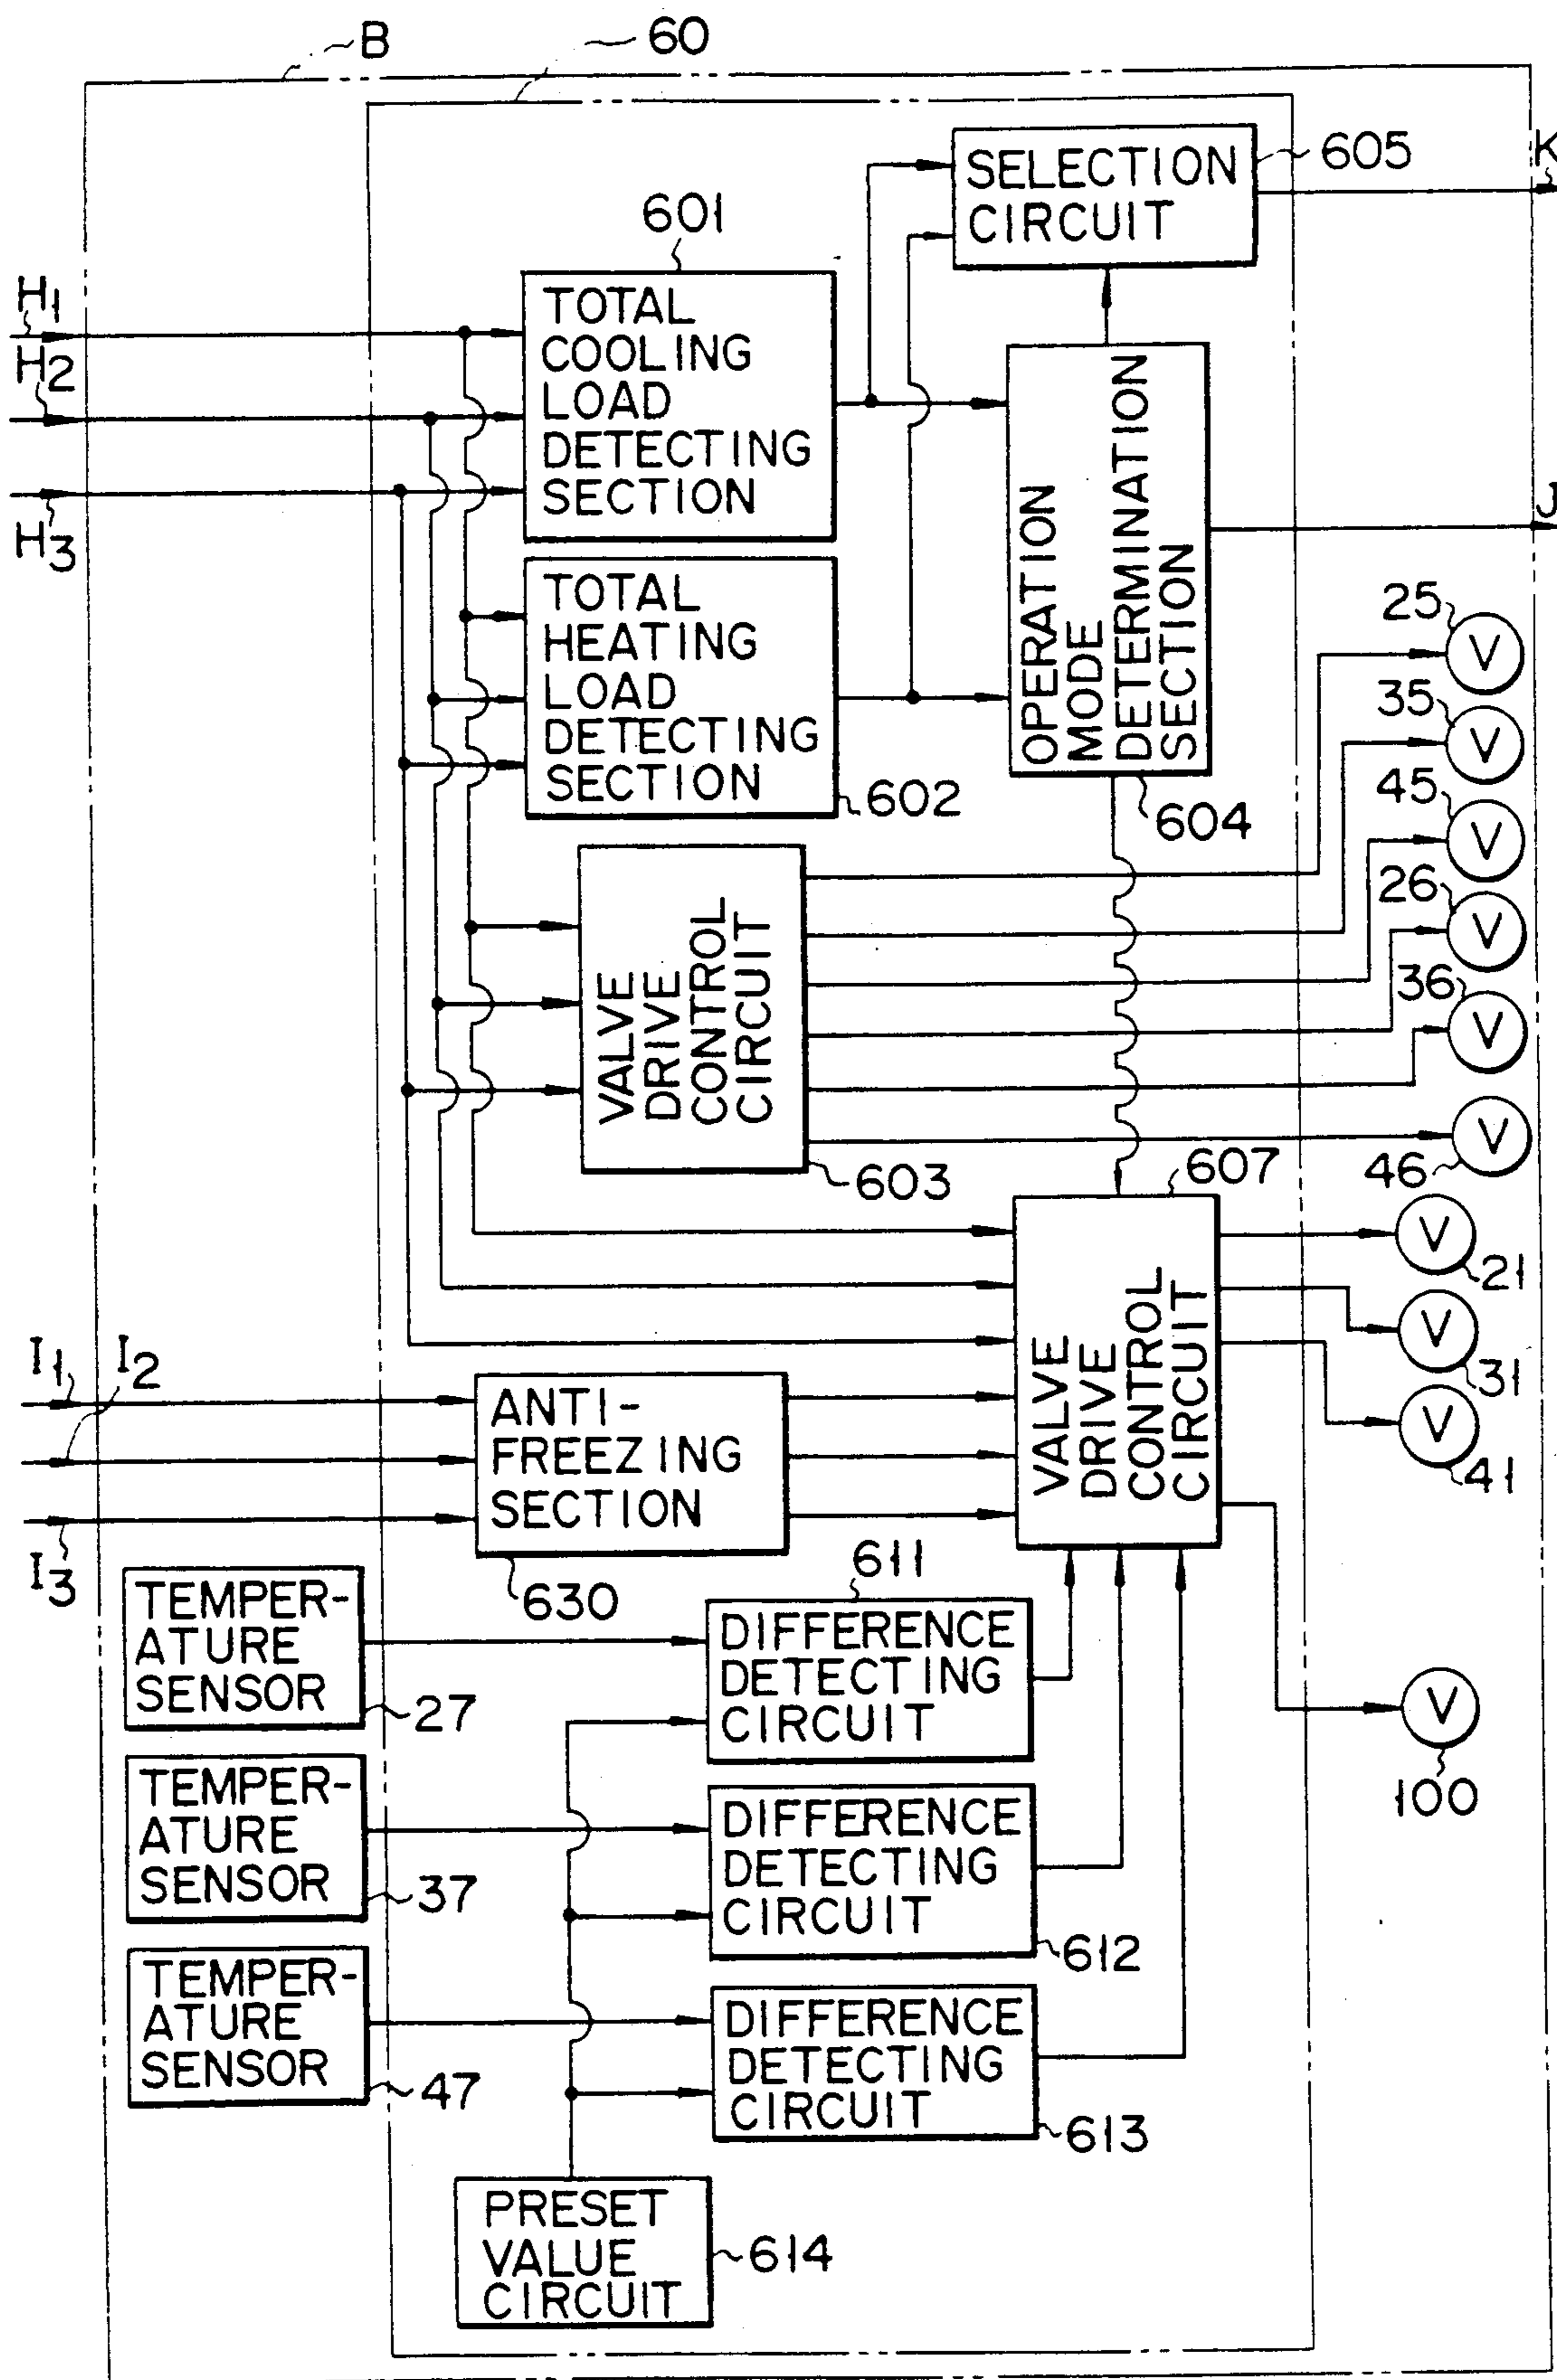 B
60
SELECTION
CIRCUIT
605
K
601
H1
H2
H3
TOTAL
COOLING
LOAD
DETECTING
SECTION
OPERATION
MODE
DETERMINATION
SECTION
J
TOTAL
HEATING
LOAD
DETECTING
SECTION
602
604
25
V
35
V
45
V
26
V
36
V
46
V
VALVE
DRIVE
CONTROL
CIRCUIT
603
607
VALVE
DRIVE
CONTROL
CIRCUIT
V
21
V
31
V
41
I1
I2
I3
ANTI-
FREEZING
SECTION
630
611
TEMPER-
ATURE
SENSOR
27
DIFFERENCE
DETECTING
CIRCUIT
V
100
TEMPER-
ATURE
SENSOR
37
DIFFERENCE
DETECTING
CIRCUIT
612
TEMPER-
ATURE
SENSOR
47
DIFFERENCE
DETECTING
CIRCUIT
613
PRESET
VALUE
CIRCUIT
614